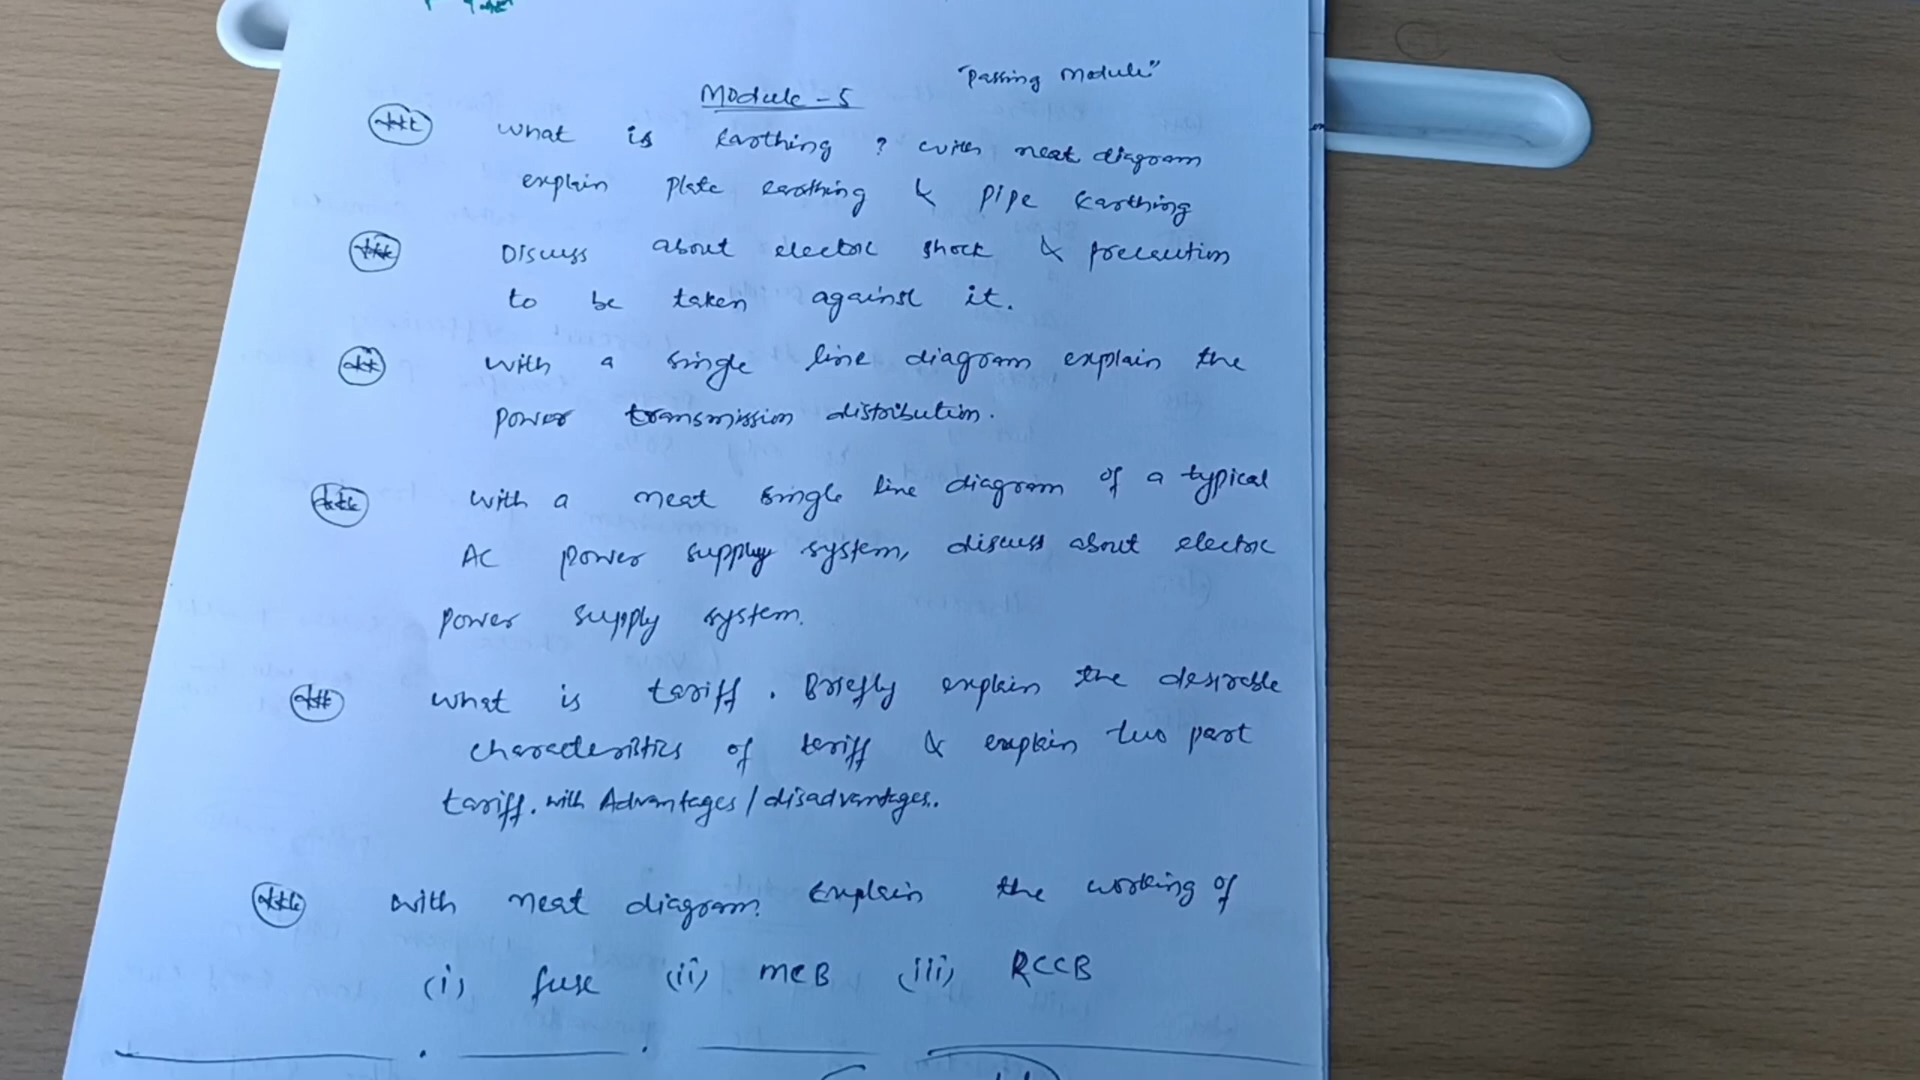 "Passing Module"
Module - 5
*** What is Earthing ? with neat diagram
explain plate earthing & PIPE Earthing
*** Discuss about electric shock & precaution
to be taken against it.
*** with a single line diagram explain the
power transmission distribution.
*** with a neat single line diagram of a typical
AC power supply system, discuss about electric
power supply system.
*** what is tariff. Briefly explain the desirable
characteristics of tariff & explain two part
tariff. with Advantages / disadvantages.
*** with neat diagram. Explain the working of
(i) fuse (ii) MCB (iii) RCCB